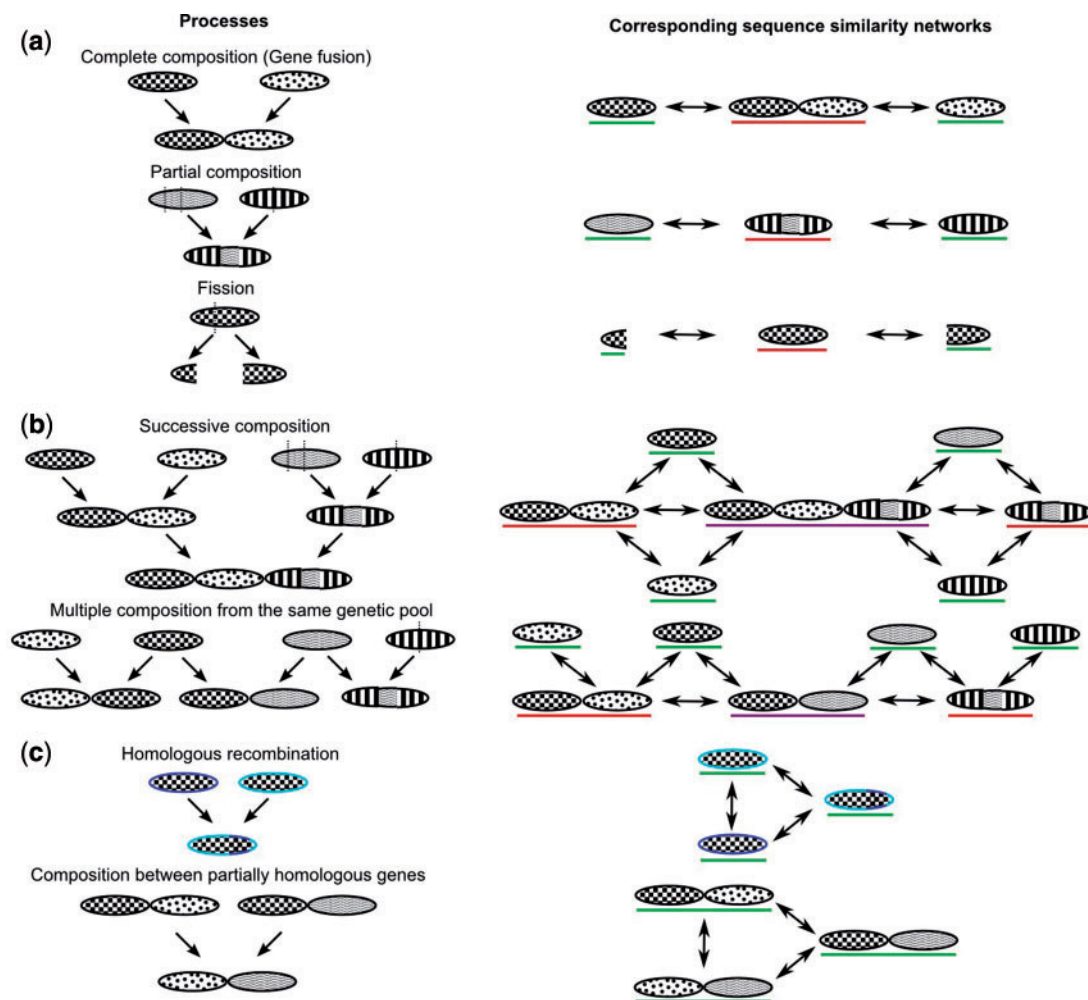 Processes
Corresponding sequence similarity networks
(a)
Complete composition (Gene fusion)
Partial composition
Fission
(b)
Successive composition
Multiple composition from the same genetic pool
(c)
Homologous recombination
Composition between partially homologous genes